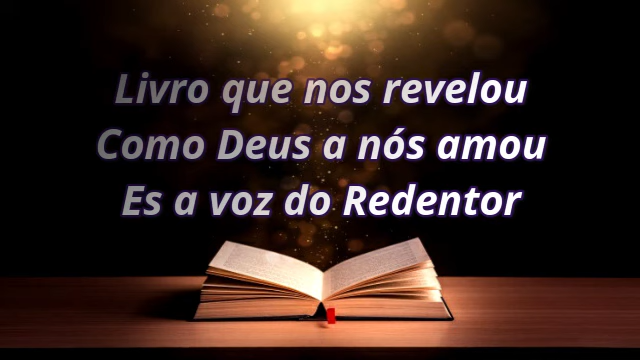 Livro que nos revelou
Como Deus a nós amou
Es a voz do Redentor